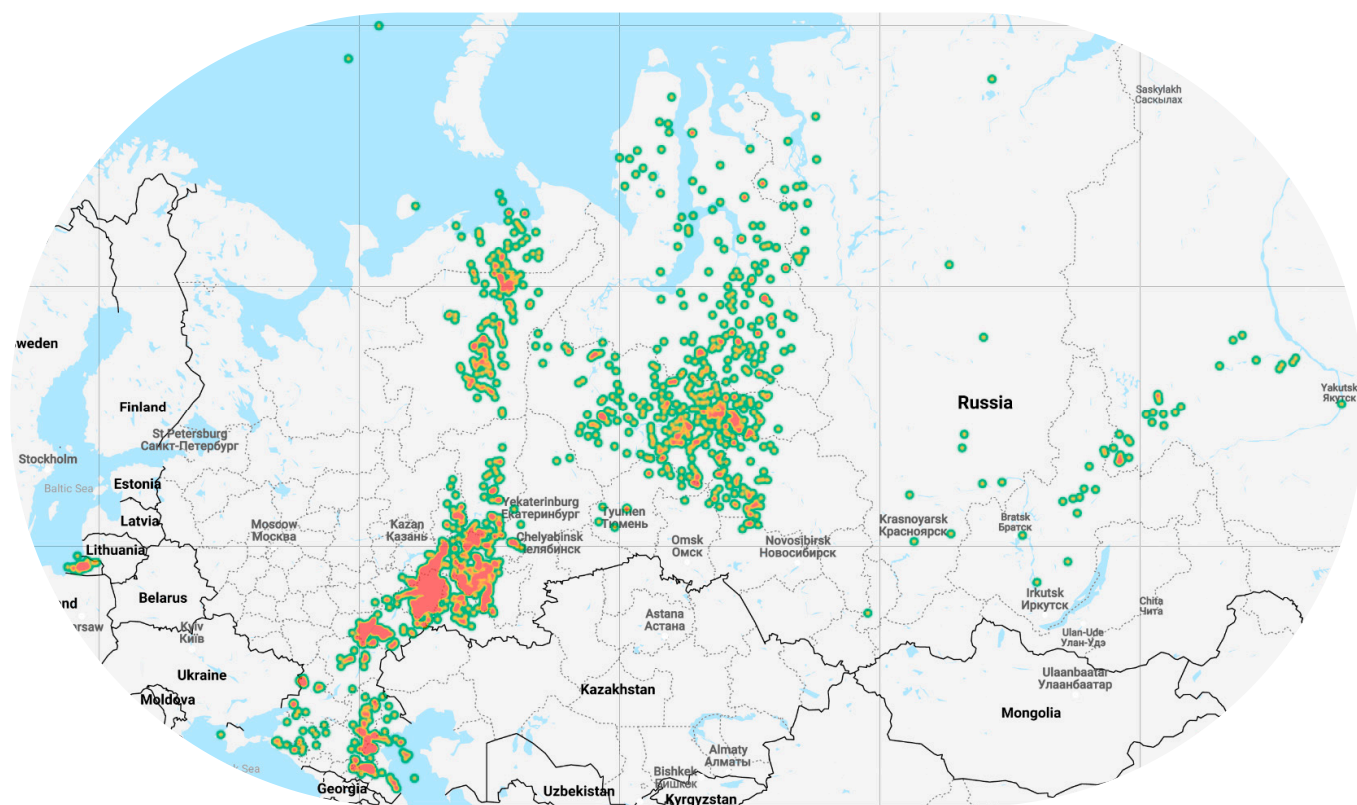 Saskylakh
Саскылах
weden
Finland
Russia
Yakutsk
Якутск
St Petersburg
Санкт-Петербург
Stockholm
Baltic Sea
Estonia
Latvia
Lithuania
Moscow
Москва
Kazan
Казань
Yekaterinburg
Екатеринбург
Tyumen
Тюмень
Chelyabinsk
Челябинск
Omsk
Омск
Novosibirsk
Новосибирск
Krasnoyarsk
Красноярск
Bratsk
Братск
Belarus
nd
Irkutsk
Иркутск
Chita
Чита
Astana
Астана
Kyiv
Київ
orsaw
Ulan-Ude
Улан-Удэ
Ukraine
Moldova
Kazakhstan
Ulaanbaatar
Улаанбаатар
Mongolia
Almaty
Алматы
Sea
Georgia
Bishkek
Бишкек
Uzbekistan
Kyrgyzstan